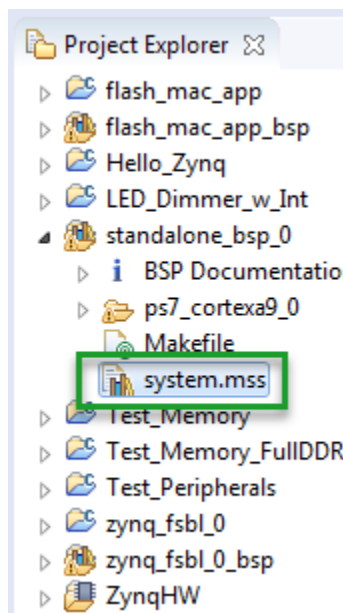 Project Explorer
flash_mac_app
flash_mac_app_bsp
Hello_Zynq
LED_Dimmer_w_Int
standalone_bsp_0
i BSP Documentatio
ps7_cortexa9_0
Makefile
system.mss
Test_Memory
Test_Memory_FullDDR
Test_Peripherals
zynq_fsbl_0
zynq_fsbl_0_bsp
ZynqHW